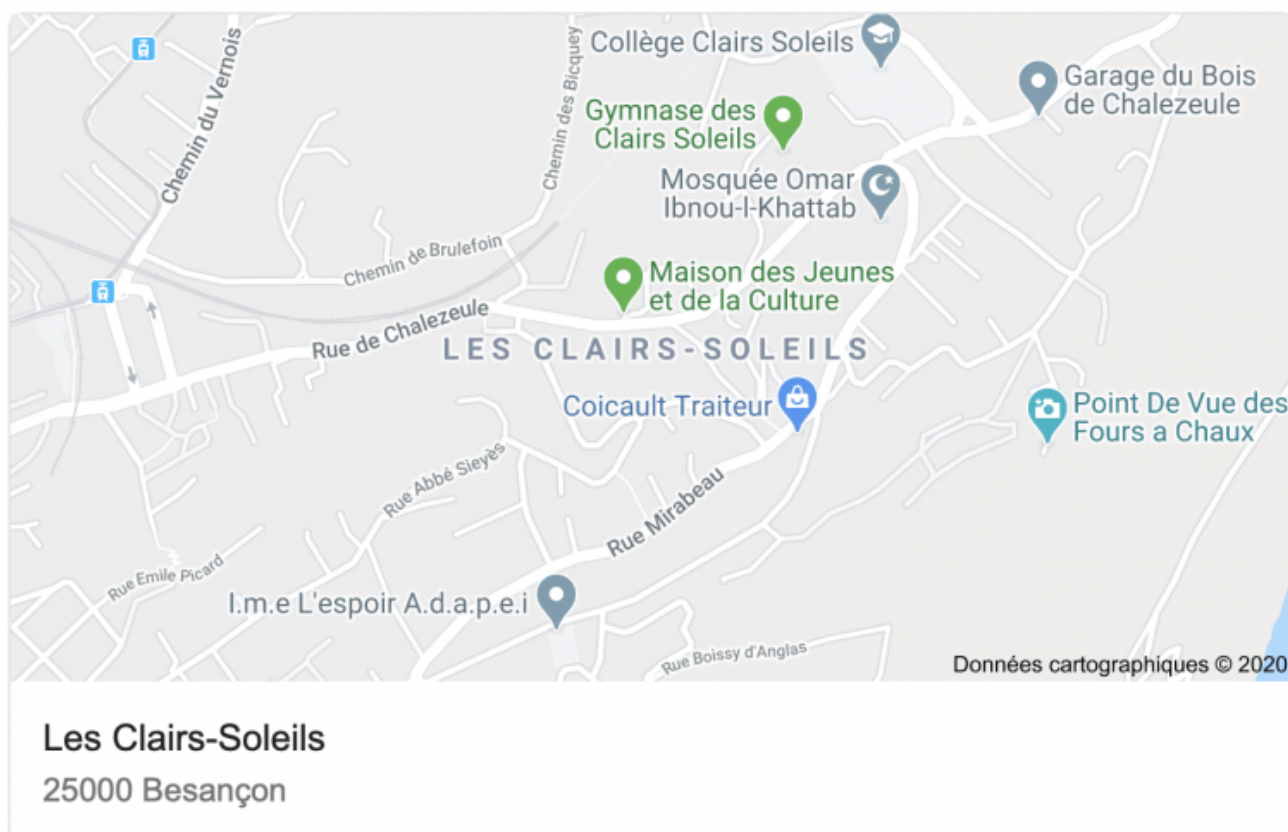 Collège Clairs Soleils
Garage du Bois
de Chalezeule
Gymnase des
Clairs Soleils
Chemin du Vernois
Chemin des Bicquey
Mosquée Omar
Ibnou-l-Khattab
Chemin de Brulefoin
Maison des Jeunes
et de la Culture
Rue de Chalezeule
LES CLAIRS-SOLEILS
Coicault Traiteur
Point De Vue des
Fours a Chaux
Rue Abbé Sieyès
Rue Mirabeau
Rue Emile Picard
I.m.e L'espoir A.d.a.p.e.i
Rue Boissy d'Anglas
Données cartographiques © 2020
Les Clairs-Soleils
25000 Besançon